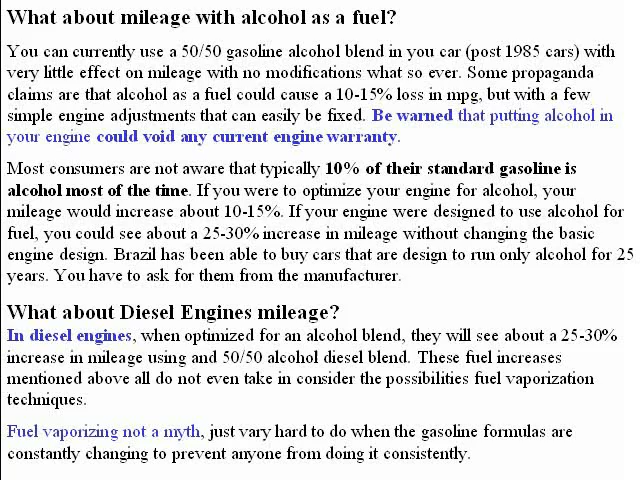 What about mileage with alcohol as a fuel?
You can currently use a 50/50 gasoline alcohol blend in you car (post 1985 cars) with
very little effect on mileage with no modifications what so ever. Some propaganda
claims are that alcohol as a fuel could cause a 10-15% loss in mpg, but with a few
simple engine adjustments that can easily be fixed. Be warned that putting alcohol in
your engine could void any current engine warranty.
Most consumers are not aware that typically 10% of their standard gasoline is
alcohol most of the time. If you were to optimize your engine for alcohol, your
mileage would increase about 10-15%. If your engine were designed to use alcohol for
fuel, you could see about a 25-30% increase in mileage without changing the basic
engine design. Brazil has been able to buy cars that are design to run only alcohol for 25
years. You have to ask for them from the manufacturer.
What about Diesel Engines mileage?
In diesel engines, when optimized for an alcohol blend, they will see about a 25-30%
increase in mileage using and 50/50 alcohol diesel blend. These fuel increases
mentioned above all do not even take in consider the possibilities fuel vaporization
techniques.
Fuel vaporizing not a myth, just vary hard to do when the gasoline formulas are
constantly changing to prevent anyone from doing it consistently.